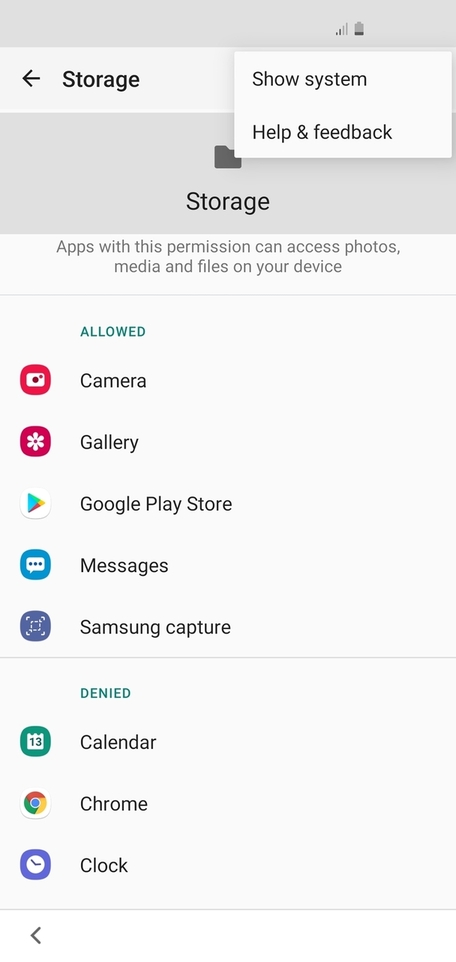 Storage
Show system
Help & feedback
Storage
Apps with this permission can access photos,
media and files on your device
ALLOWED
Camera
Gallery
Google Play Store
Messages
Samsung capture
DENIED
13
Calendar
Chrome
Clock